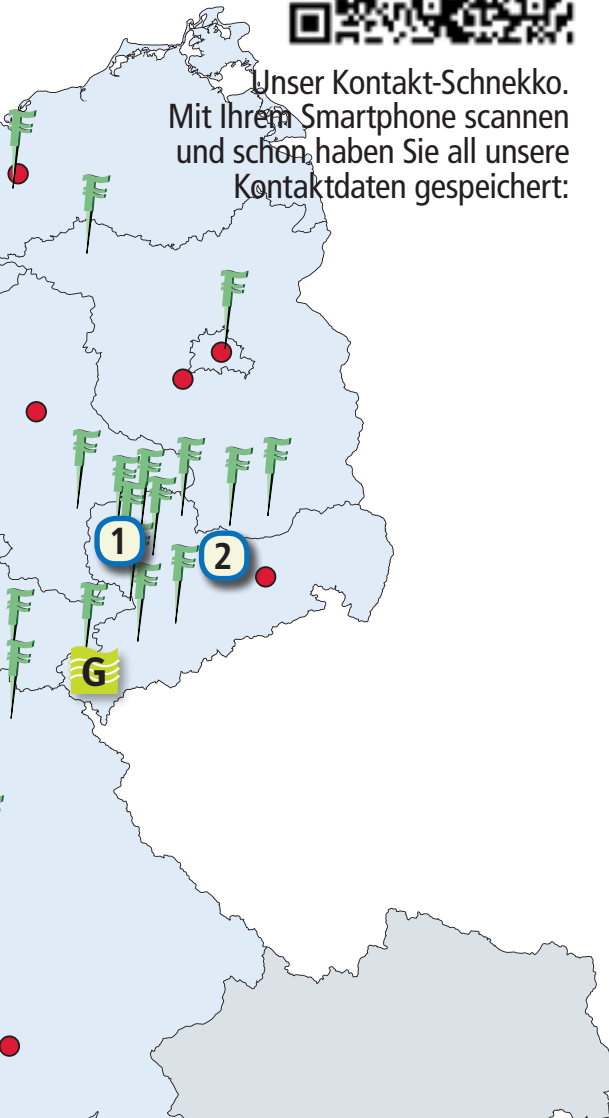 Unser Kontakt-Schnekko.
Mit Ihrem Smartphone scannen
und schon haben Sie all unsere
Kontaktdaten gespeichert:
F
F
F
F
F
F
F
F
F
F
F
F
1
2
F
F
F
F
F
G